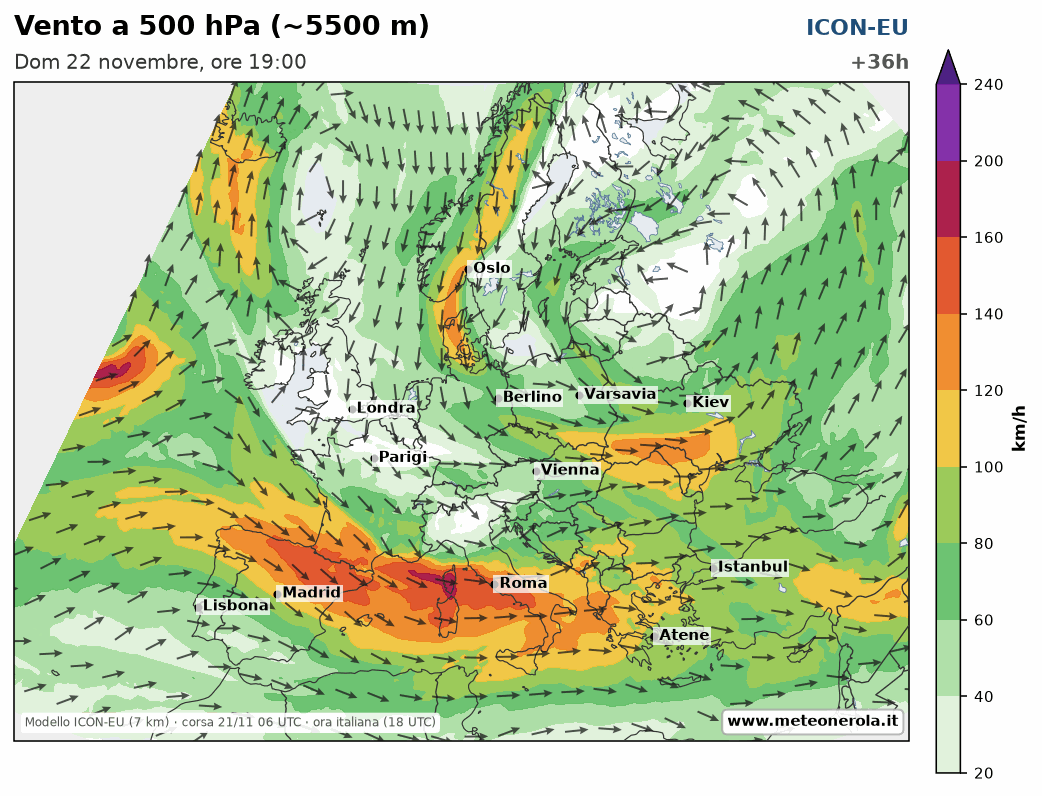 Vento a 500 hPa (~5500 m)
ICON-EU
Dom 22 novembre, ore 19:00
+36h
240
200
160
140
120
100
80
60
40
20
km/h
Oslo
Berlino
Varsavia
Kiev
Londra
Parigi
Vienna
Istanbul
Roma
Madrid
Lisbona
Atene
Modello ICON-EU (7 km) · corsa 21/11 06 UTC · ora italiana (18 UTC)
www.meteonerola.it